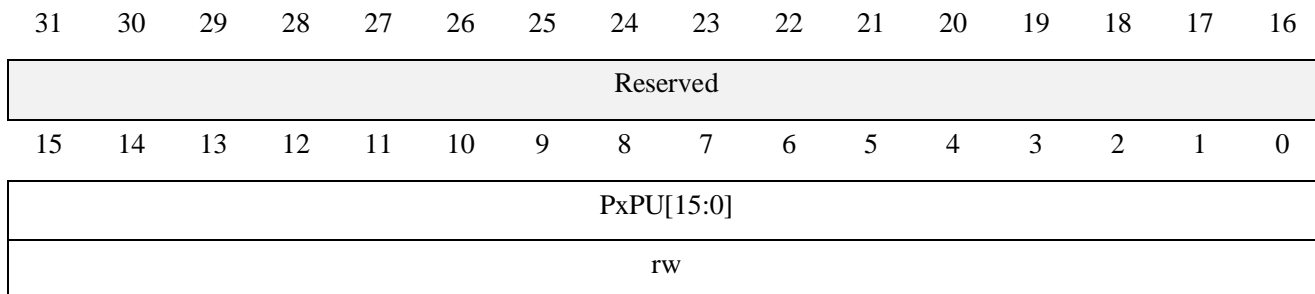 31 30 29 28 27 26 25 24 23 22 21 20 19 18 17 16
Reserved
15 14 13 12 11 10 9 8 7 6 5 4 3 2 1 0
PxPU[15:0]
rw